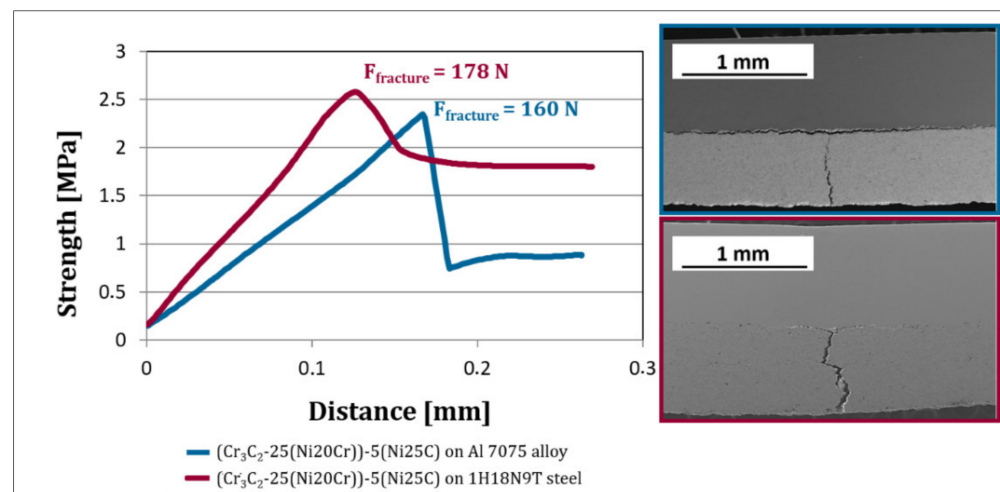 3
2.5
2
1.5
1
0.5
0
Strength [MPa]
F_fracture = 178 N
F_fracture = 160 N
0
0.1
0.2
0.3
Distance [mm]
(Cr₃C₂-25(Ni20Cr))-5(Ni25C) on Al 7075 alloy
(Cr₃C₂-25(Ni20Cr))-5(Ni25C) on 1H18N9T steel
1 mm
1 mm